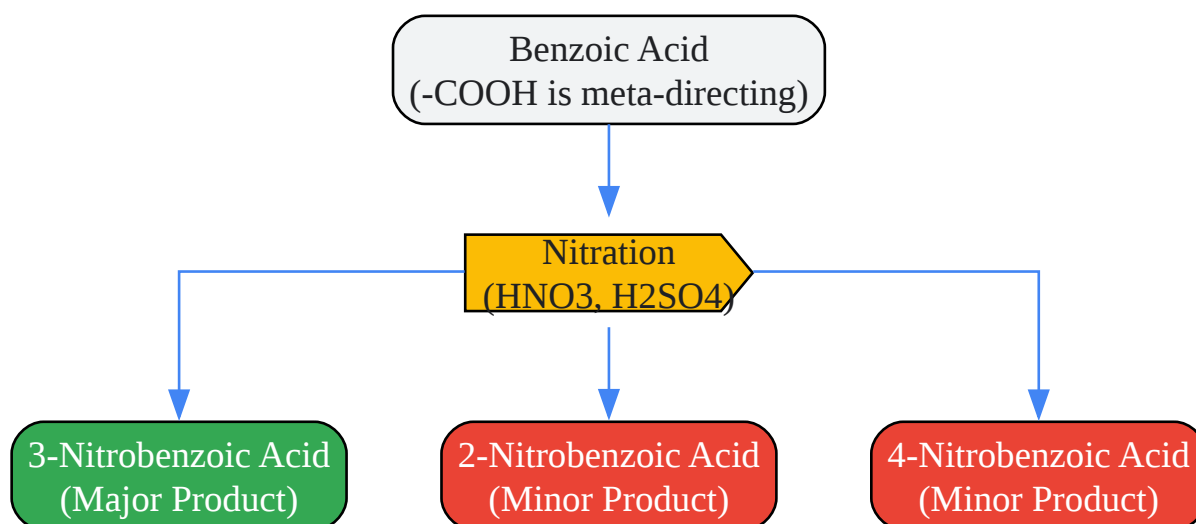 Benzoic Acid
(-COOH is meta-directing)
Nitration
(HNO3, H2SO4)
3-Nitrobenzoic Acid
(Major Product)
2-Nitrobenzoic Acid
(Minor Product)
4-Nitrobenzoic Acid
(Minor Product)